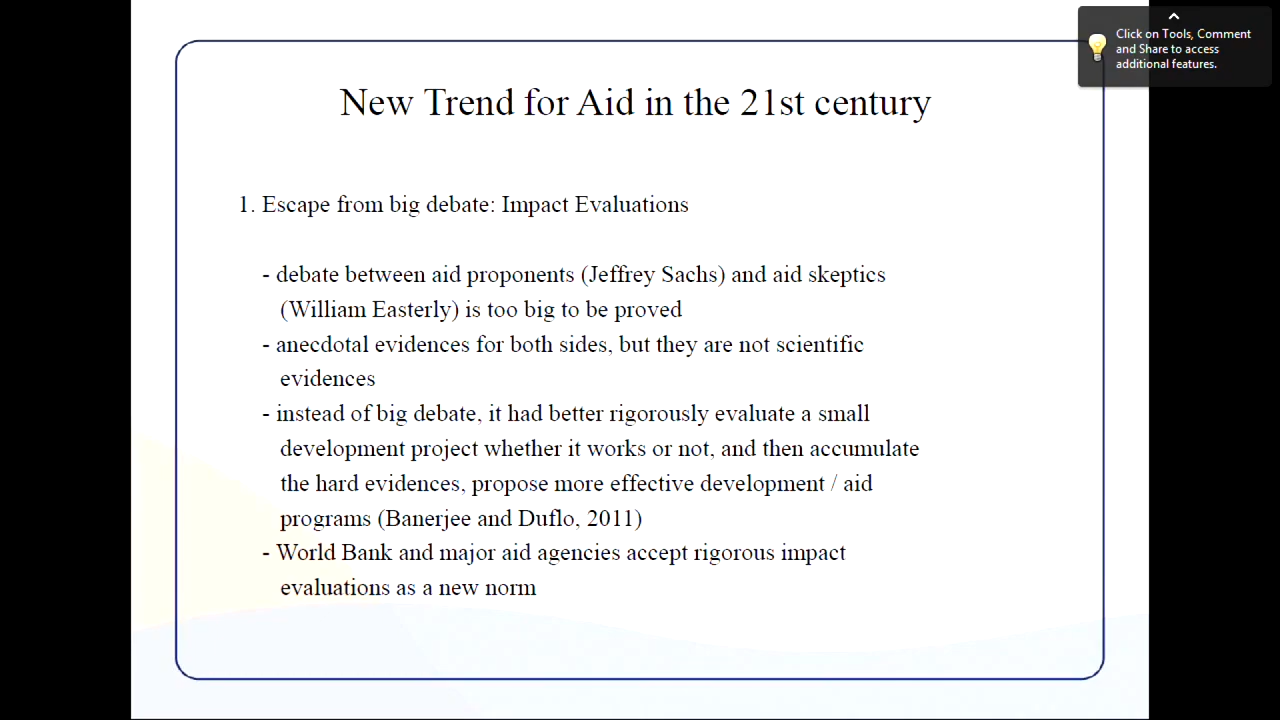 Click on Tools, Comment
and Share to access
additional features.
New Trend for Aid in the 21st century
1. Escape from big debate: Impact Evaluations
- debate between aid proponents (Jeffrey Sachs) and aid skeptics
(William Easterly) is too big to be proved
- anecdotal evidences for both sides, but they are not scientific
evidences
- instead of big debate, it had better rigorously evaluate a small
development project whether it works or not, and then accumulate
the hard evidences, propose more effective development / aid
programs (Banerjee and Duflo, 2011)
- World Bank and major aid agencies accept rigorous impact
evaluations as a new norm